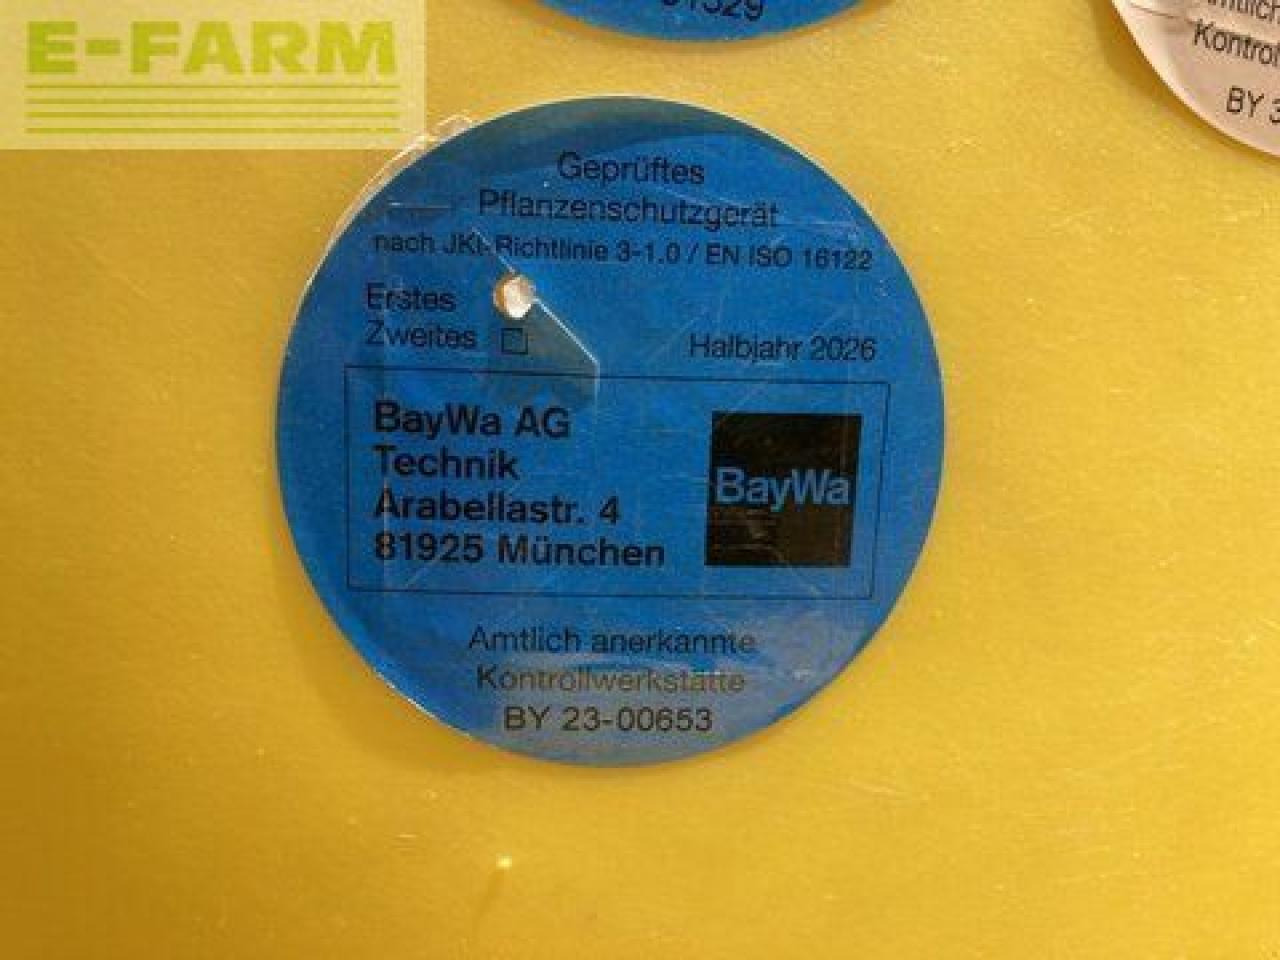 E-FARM
Kontrol
BY 3
Geprüftes
Pflanzenschutzgerät
nach JKI-Richtlinie 3-1.0 / EN ISO 16122
Erstes
Zweites
Halbjahr 2026
BayWa AG
Technik
Arabellastr. 4
81925 München
BayWa
Amtlich anerkannte
Kontrollwerkstätte
BY 23-00653